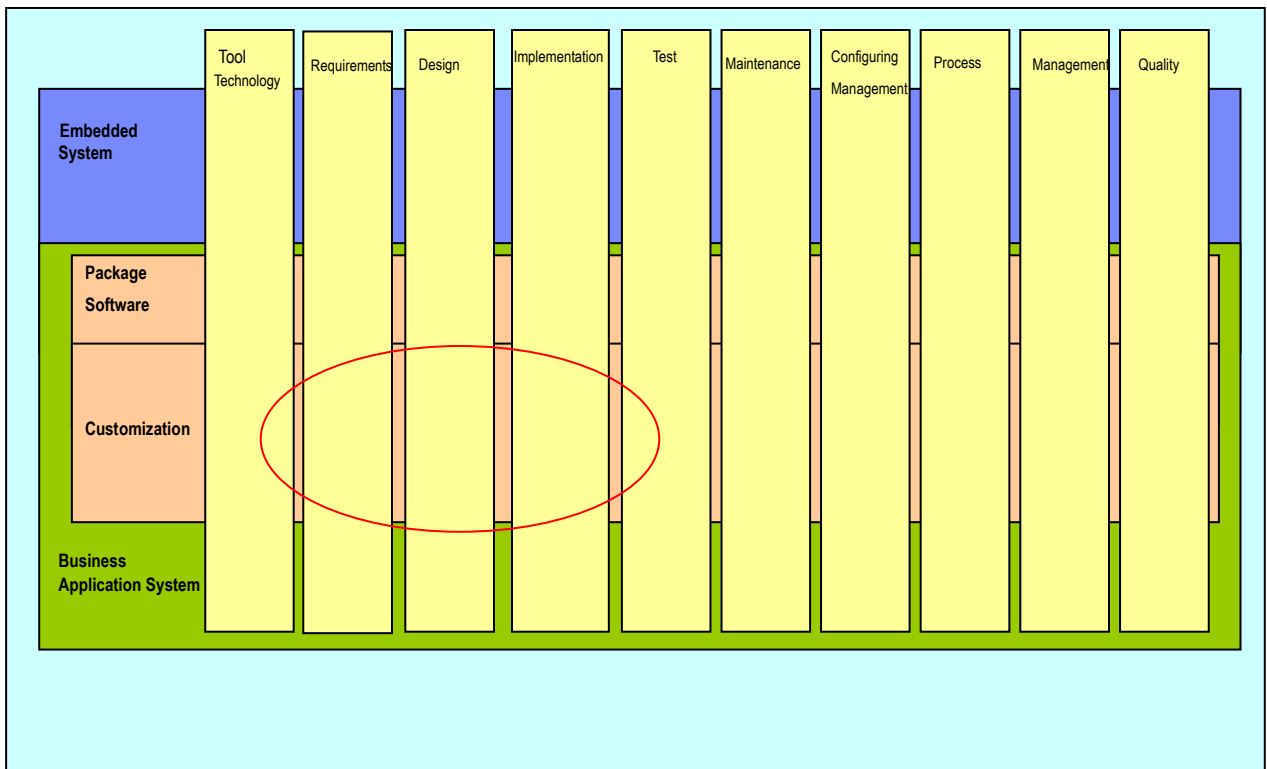 Tool
Technology
Requirements
Design
Implementation
Test
Maintenance
Configuring
Management
Process
Management
Quality
Embedded
System
Package
Software
Customization
Business
Application System